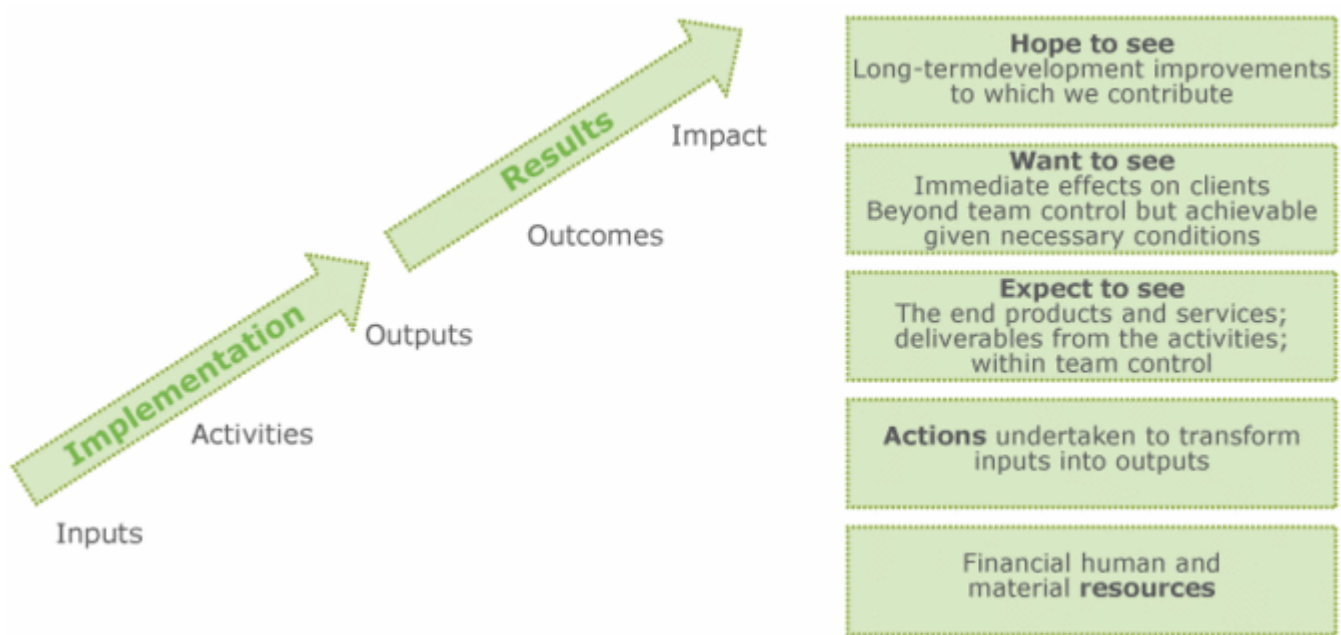 Implementation
Results
Impact
Outcomes
Outputs
Activities
Inputs
Hope to see
Long-termdevelopment improvements
to which we contribute
Want to see
Immediate effects on clients
Beyond team control but achievable
given necessary conditions
Expect to see
The end products and services;
deliverables from the activities;
within team control
Actions undertaken to transform
inputs into outputs
Financial human and
material resources